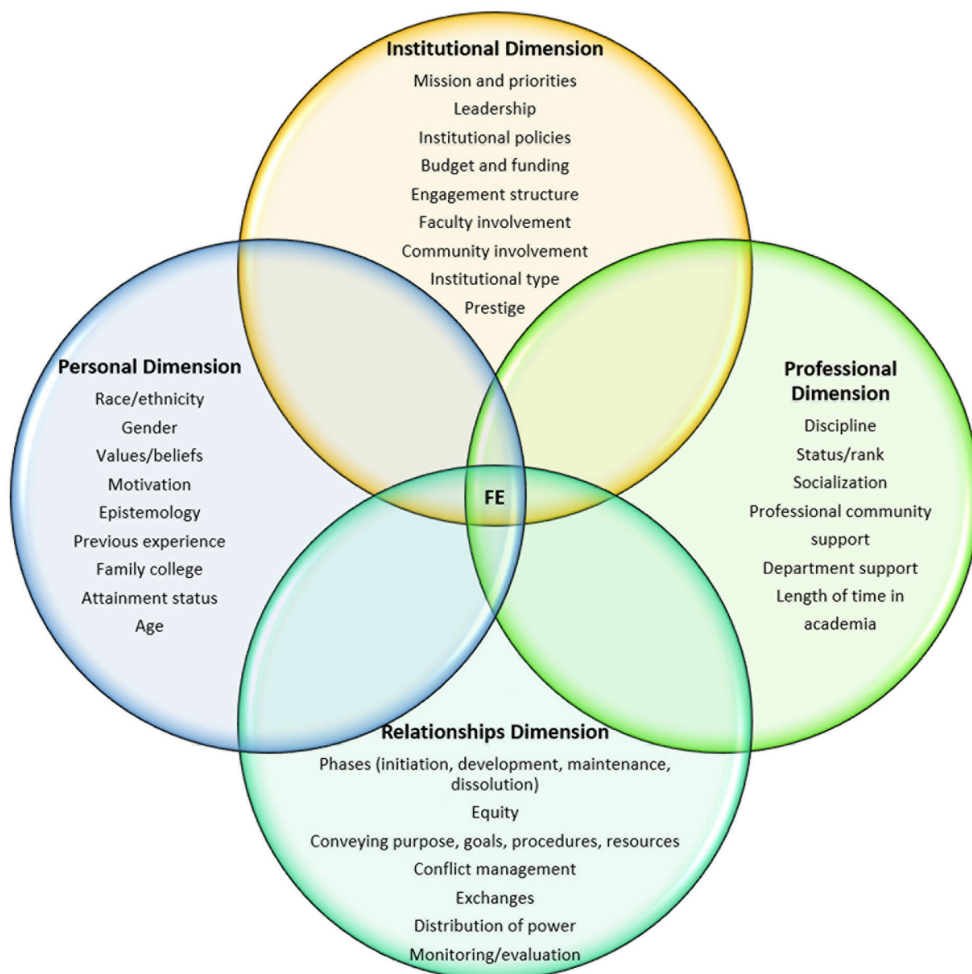 Institutional Dimension
Mission and priorities
Leadership
Institutional policies
Budget and funding
Engagement structure
Faculty involvement
Community involvement
Institutional type
Prestige
Personal Dimension
Race/ethnicity
Gender
Values/beliefs
Motivation
Epistemology
Previous experience
Family college
Attainment status
Age
FE
Professional
Dimension
Discipline
Status/rank
Socialization
Professional community
support
Department support
Length of time in
academia
Relationships Dimension
Phases (initiation, development, maintenance,
dissolution)
Equity
Conveying purpose, goals, procedures, resources
Conflict management
Exchanges
Distribution of power
Monitoring/evaluation